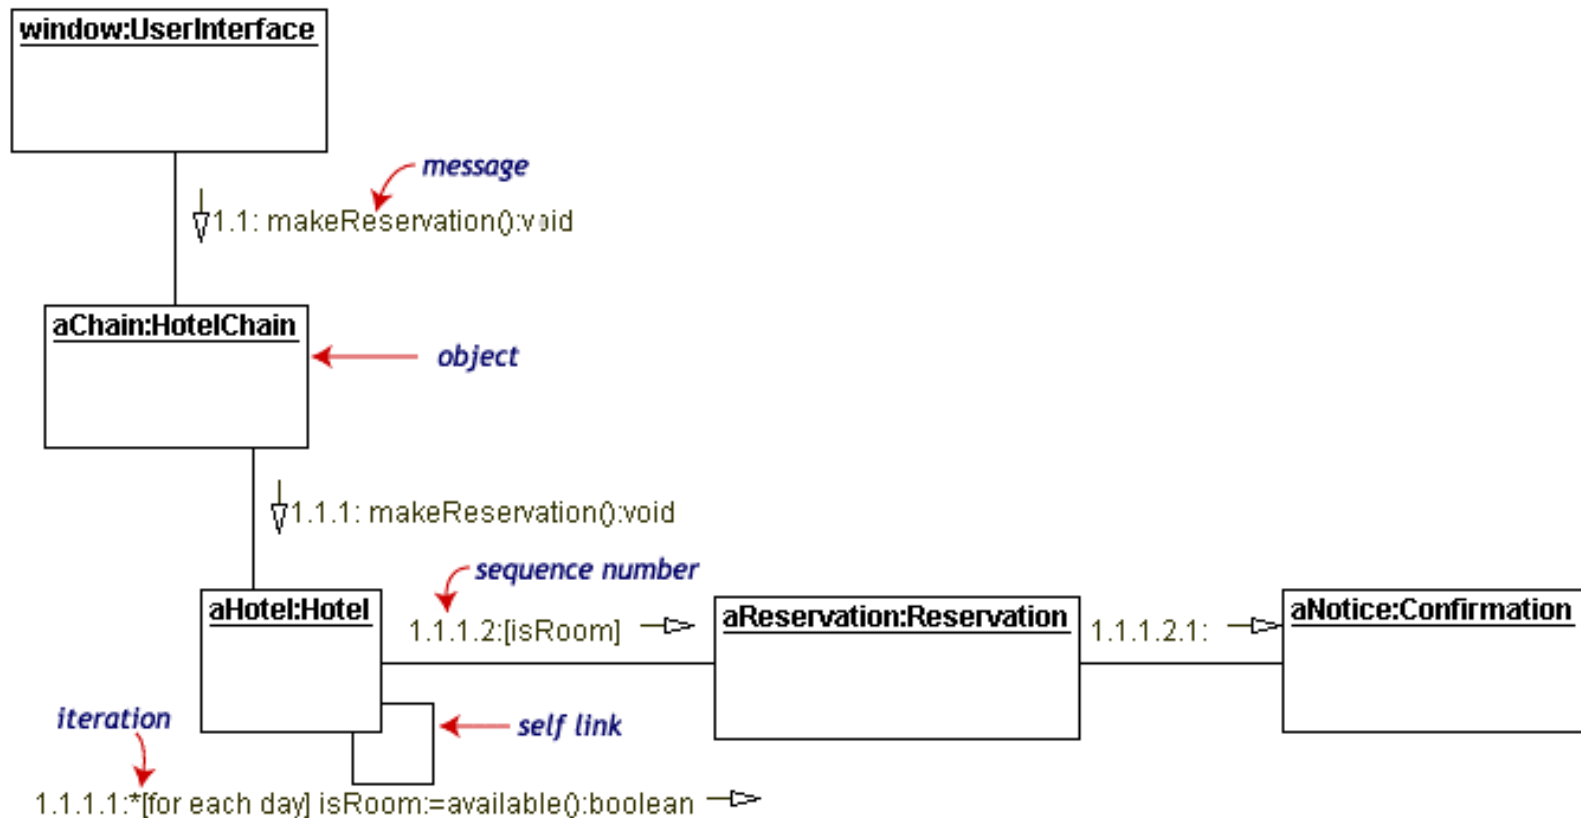 window:UserInterface
message
1.1: makeReservation():void
aChain:HotelChain
object
1.1.1: makeReservation():void
sequence number
aHotel:Hotel
1.1.1.2:[isRoom]
aReservation:Reservation
1.1.1.2.1:
aNotice:Confirmation
iteration
self link
1.1.1.1:*[for each day] isRoom:=available():boolean